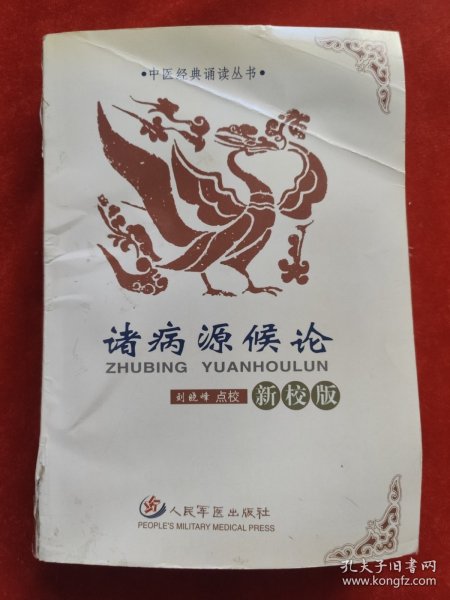 •中医经典诵读丛书•
诸病源候论
ZHUBING YUANHOULUN
刘晓峰 点校 新校版
人民军医出版社
PEOPLE'S MILITARY MEDICAL PRESS
孔夫子旧书网
www.kongfz.com